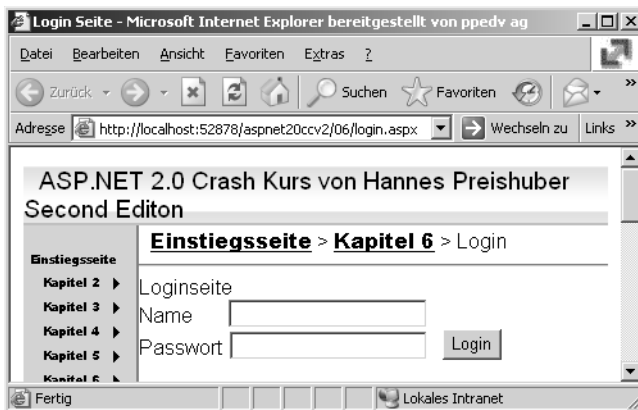 Login Seite - Microsoft Internet Explorer bereitgestellt von ppedv ag
Datei Bearbeiten Ansicht Favoriten Extras ?
Zurück Suchen Favoriten »
Adresse http://localhost:52878/aspnet20ccv2/06/login.aspx Wechseln zu Links »
ASP.NET 2.0 Crash Kurs von Hannes Preishuber
Second Editon
Einstiegsseite > Kapitel 6 > Login
Einstiegsseite
Kapitel 2
Kapitel 3
Kapitel 4
Kapitel 5
Kapitel 6
Loginseite
Name
Passwort Login
Fertig Lokales Intranet